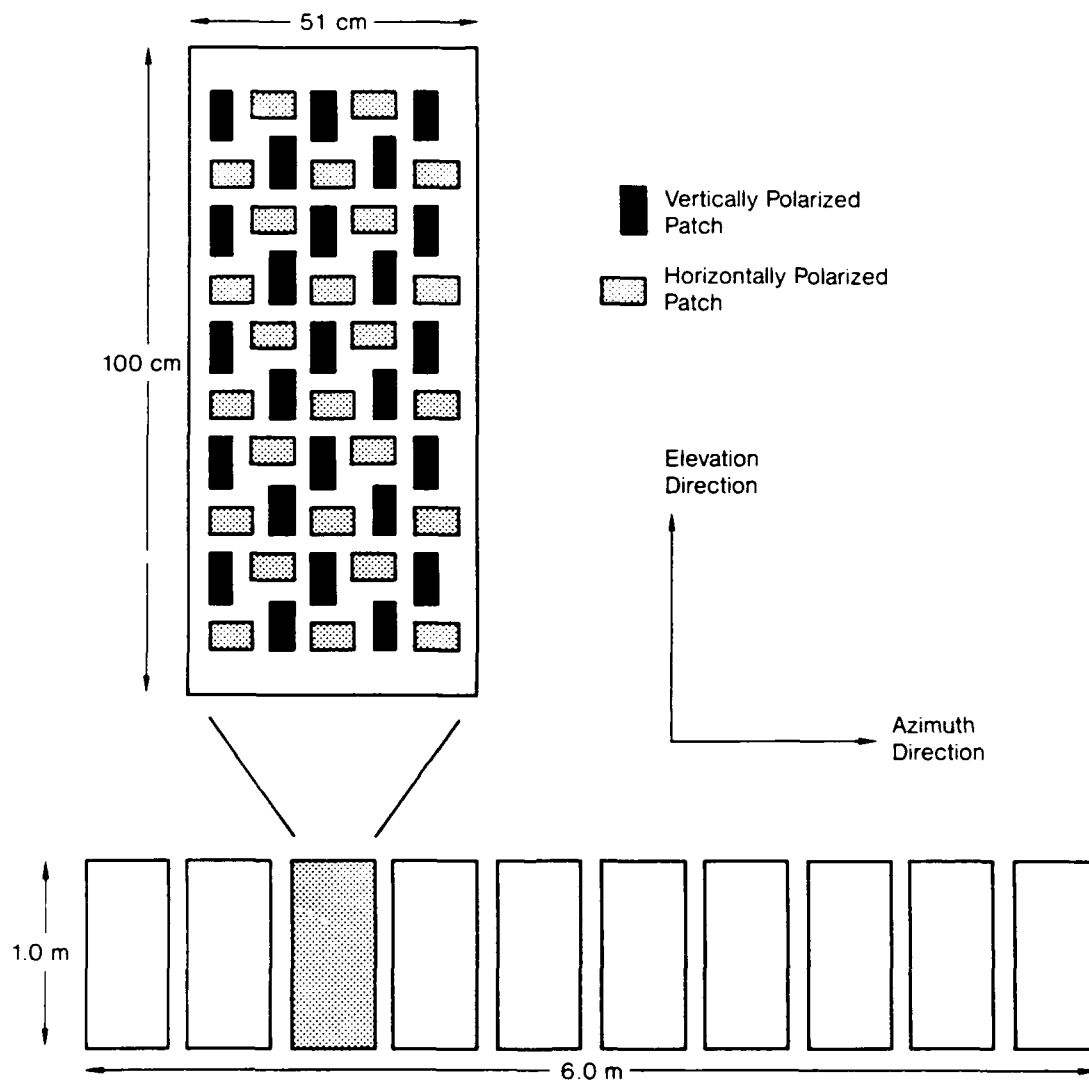 51 cm
Vertically Polarized
Patch
Horizontally Polarized
Patch
100 cm
Elevation
Direction
Azimuth
Direction
1.0 m
6.0 m